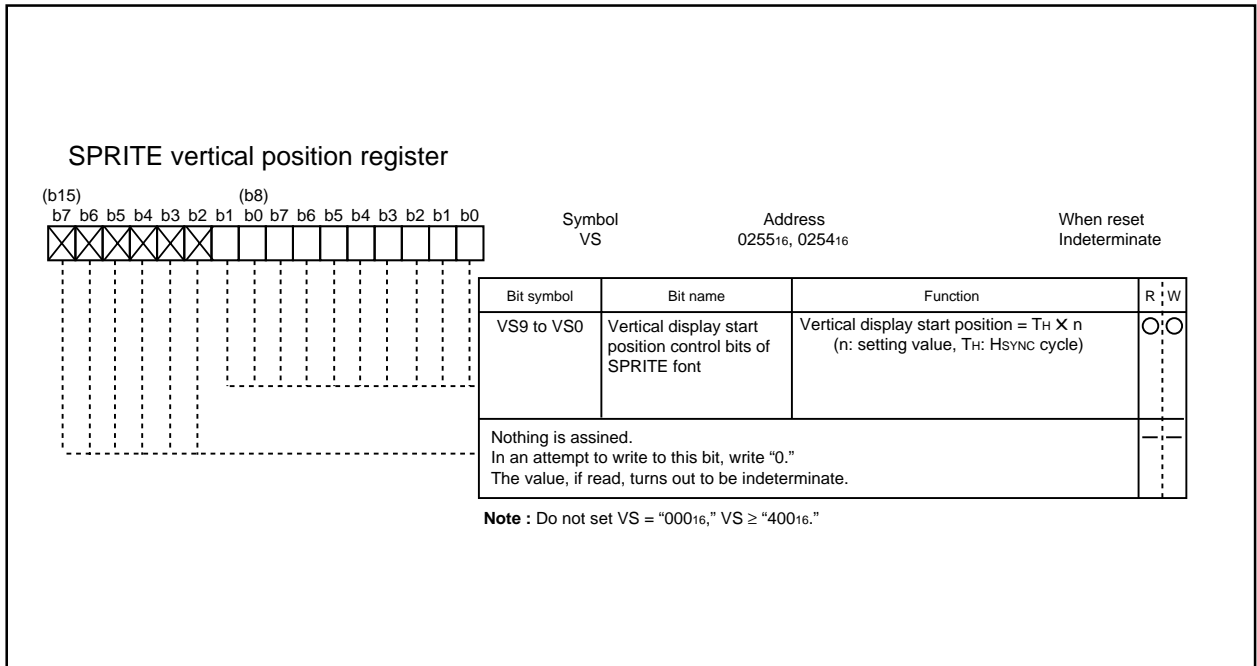 SPRITE vertical position register
(b15) (b8)
b7 b6 b5 b4 b3 b2 b1 b0 b7 b6 b5 b4 b3 b2 b1 b0
Symbol Address When reset
VS 025516, 025416 Indeterminate
Bit symbol Bit name Function R W
VS9 to VS0 Vertical display start Vertical display start position = TH X n
position control bits of (n: setting value, TH: HSYNC cycle)
SPRITE font
Nothing is assined.
In an attempt to write to this bit, write “0.”
The value, if read, turns out to be indeterminate.
Note : Do not set VS = “00016,” VS ≥ “40016.”